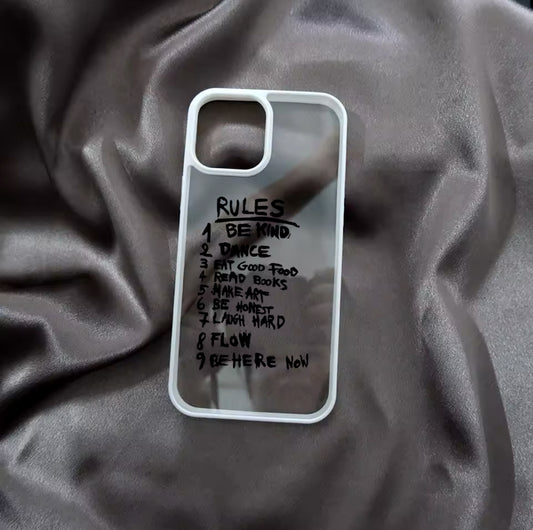 RULES
1 BE KIND
2 DANCE
3 EAT GOOD FOOD
4 READ BOOKS
5 MAKE ART
6 BE HONEST
7 LAUGH HARD
8 FLOW
9 BE HERE NOW